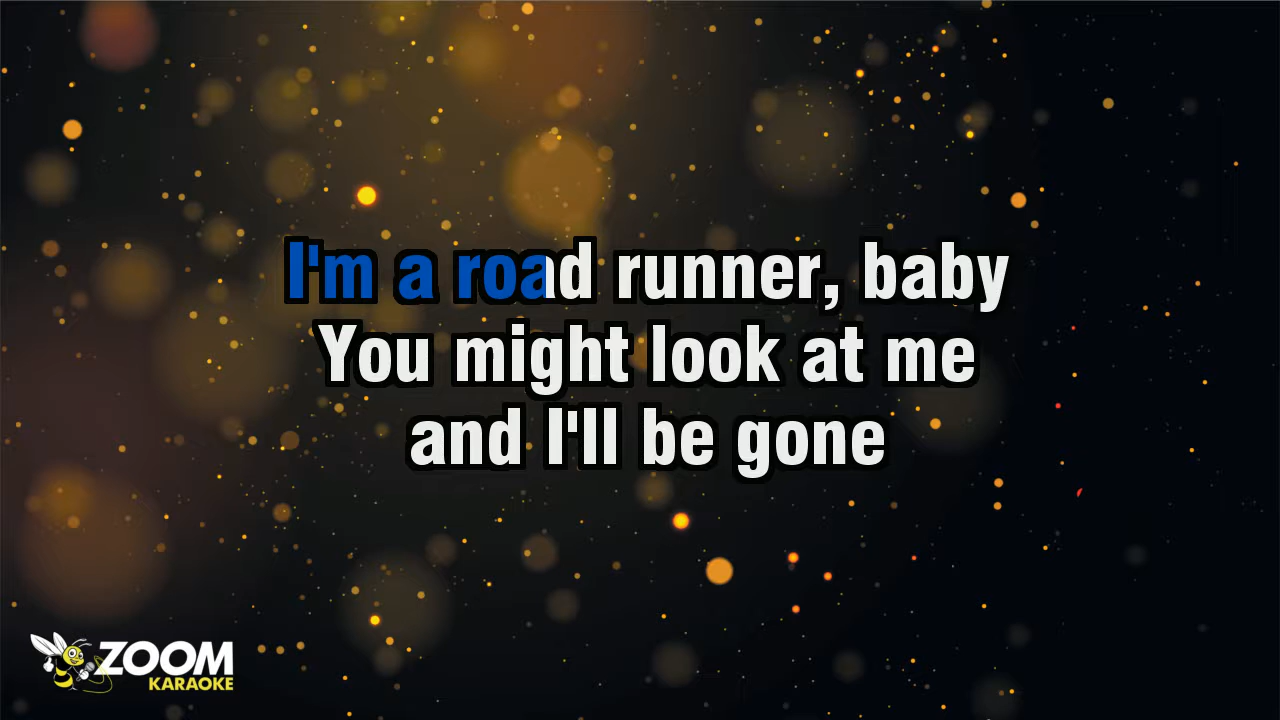 I'm a road runner, baby
You might look at me
and I'll be gone
ZOOM
KARAOKE